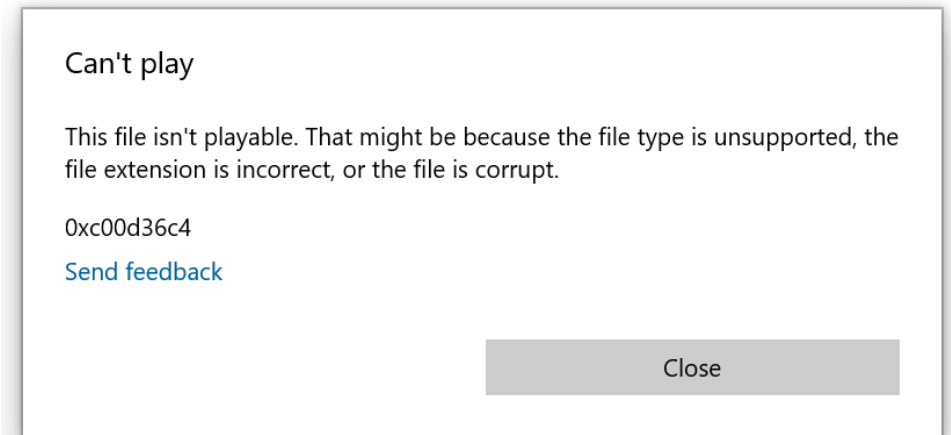 Can't play
This file isn't playable. That might be because the file type is unsupported, the
file extension is incorrect, or the file is corrupt.
0xc00d36c4
Send feedback
Close